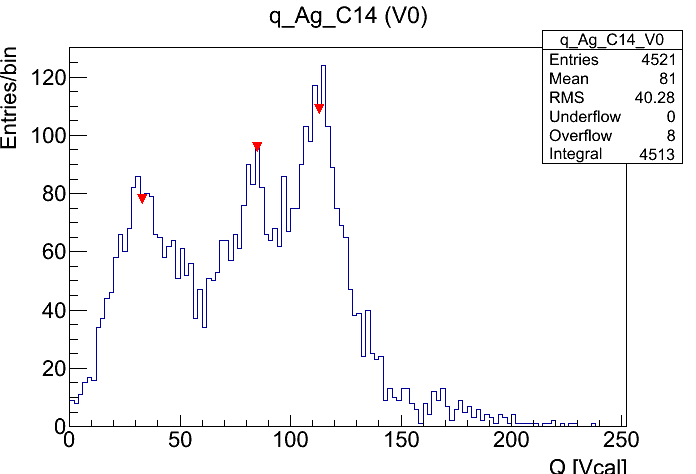 q_Ag_C14 (V0)
q_Ag_C14_V0
Entries 4521
Mean 81
RMS 40.28
Underflow 0
Overflow 8
Integral 4513
Entries/bin
120
100
80
60
40
20
0
0 50 100 150 200 250
Q [Vcal]